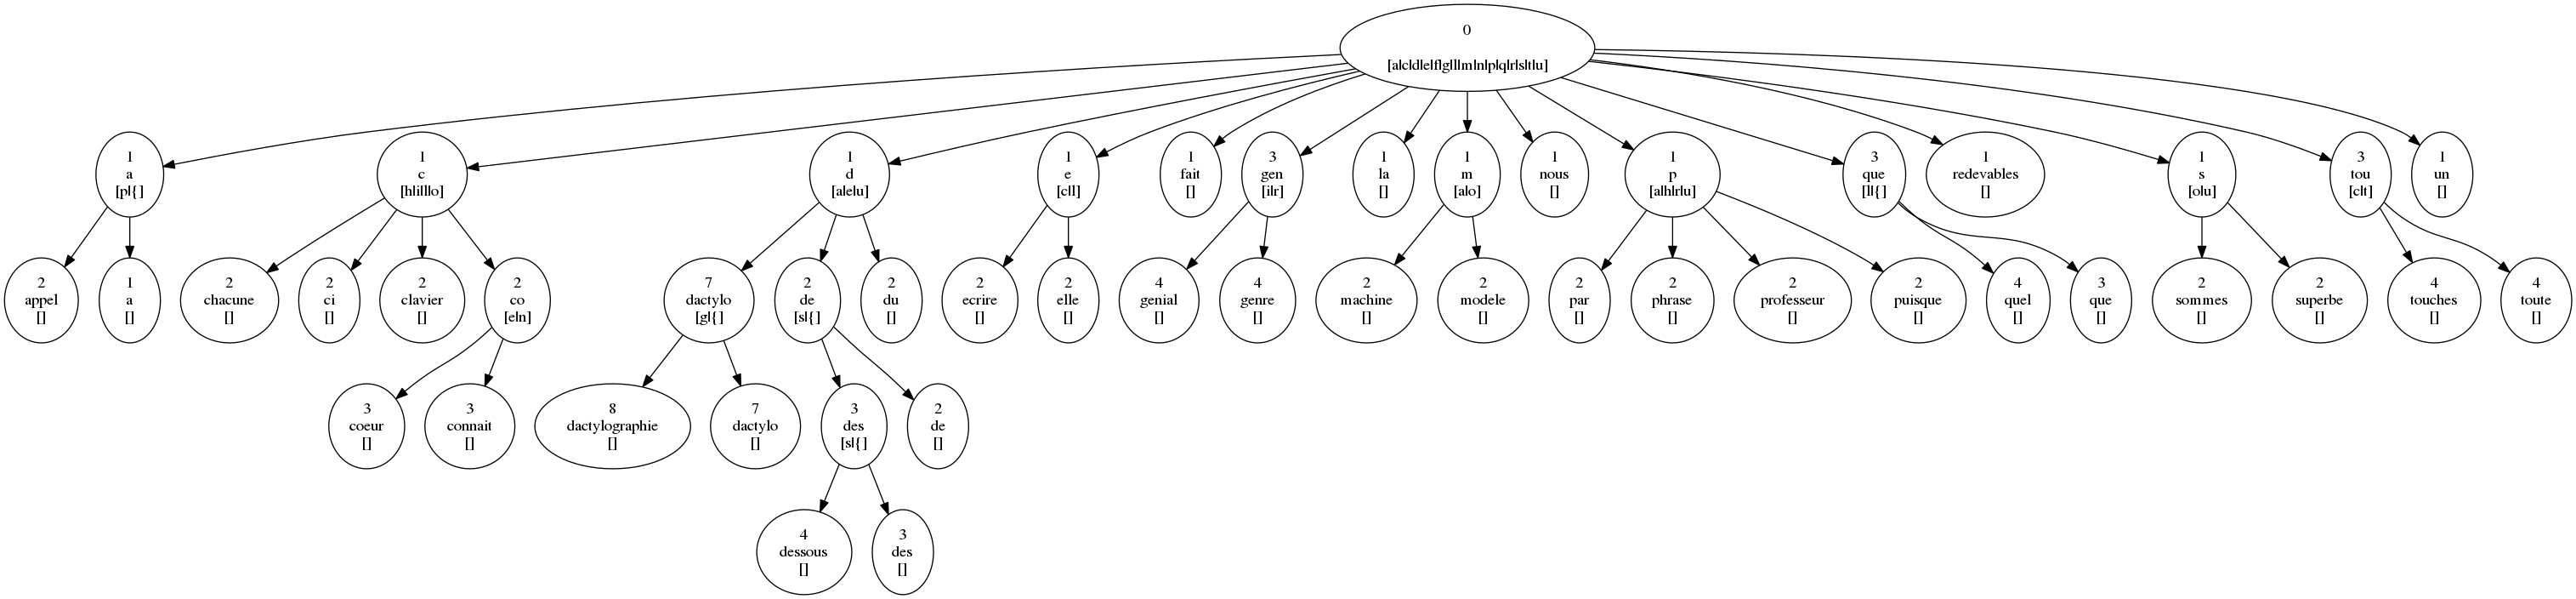 0
[a|c|d|e|f|g|l|m|n|p|q|r|s|t|u]
1
a
[p|{]
1
c
[h|i|l|o]
1
d
[a|e|u]
1
e
[c|l]
1
fait
[]
3
gen
[i|r]
1
la
[]
1
m
[a|o]
1
nous
[]
1
p
[a|h|r|u]
3
que
[l|{]
1
redevables
[]
1
s
[o|u]
3
tou
[c|t]
1
un
[]
2
appel
[]
1
a
[]
2
chacune
[]
2
ci
[]
2
clavier
[]
2
co
[e|n]
7
dactylo
[g|{]
2
de
[s|{]
2
du
[]
2
ecrire
[]
2
elle
[]
4
genial
[]
4
genre
[]
2
machine
[]
2
modele
[]
2
par
[]
2
phrase
[]
2
professeur
[]
2
puisque
[]
4
quel
[]
3
que
[]
2
sommes
[]
2
superbe
[]
4
touches
[]
4
toute
[]
3
coeur
[]
3
connait
[]
8
dactylographie
[]
7
dactylo
[]
3
des
[s|{]
2
de
[]
4
dessous
[]
3
des
[]